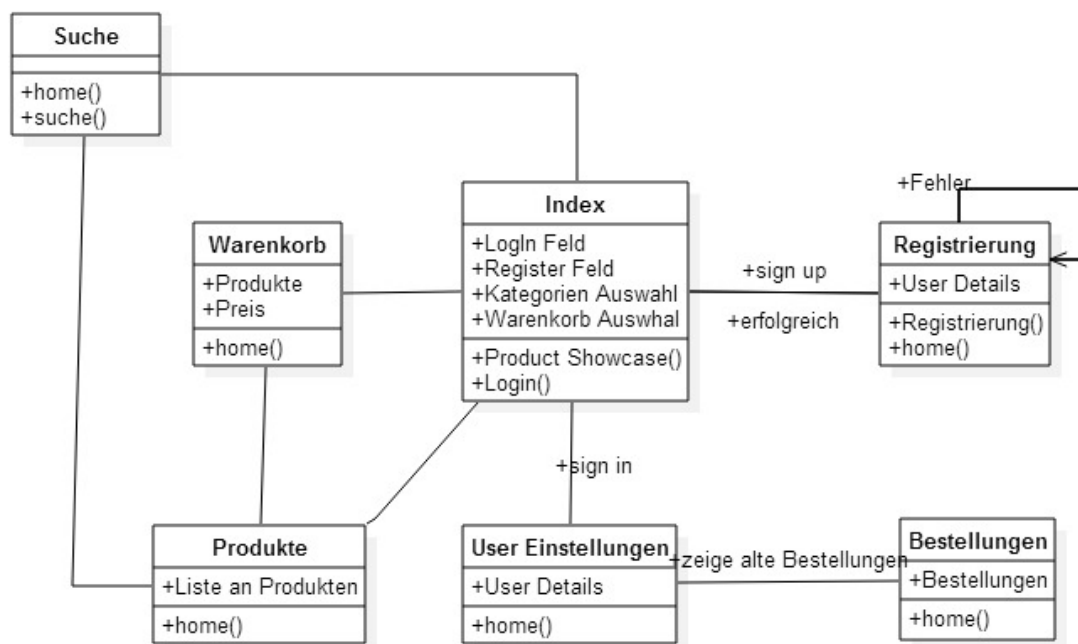 Suche
+home()
+suche()
Index
+LogIn Feld
+Register Feld
+Kategorien Auswahl
+Warenkorb Auswhal
+Product Showcase()
+Login()
Warenkorb
+Produkte
+Preis
+home()
+Fehler
Registrierung
+User Details
+Registrierung()
+home()
+sign up
+erfolgreich
+sign in
Produkte
+Liste an Produkten
+home()
User Einstellungen
+User Details
+home()
+zeige alte Bestellungen
Bestellungen
+Bestellungen
+home()